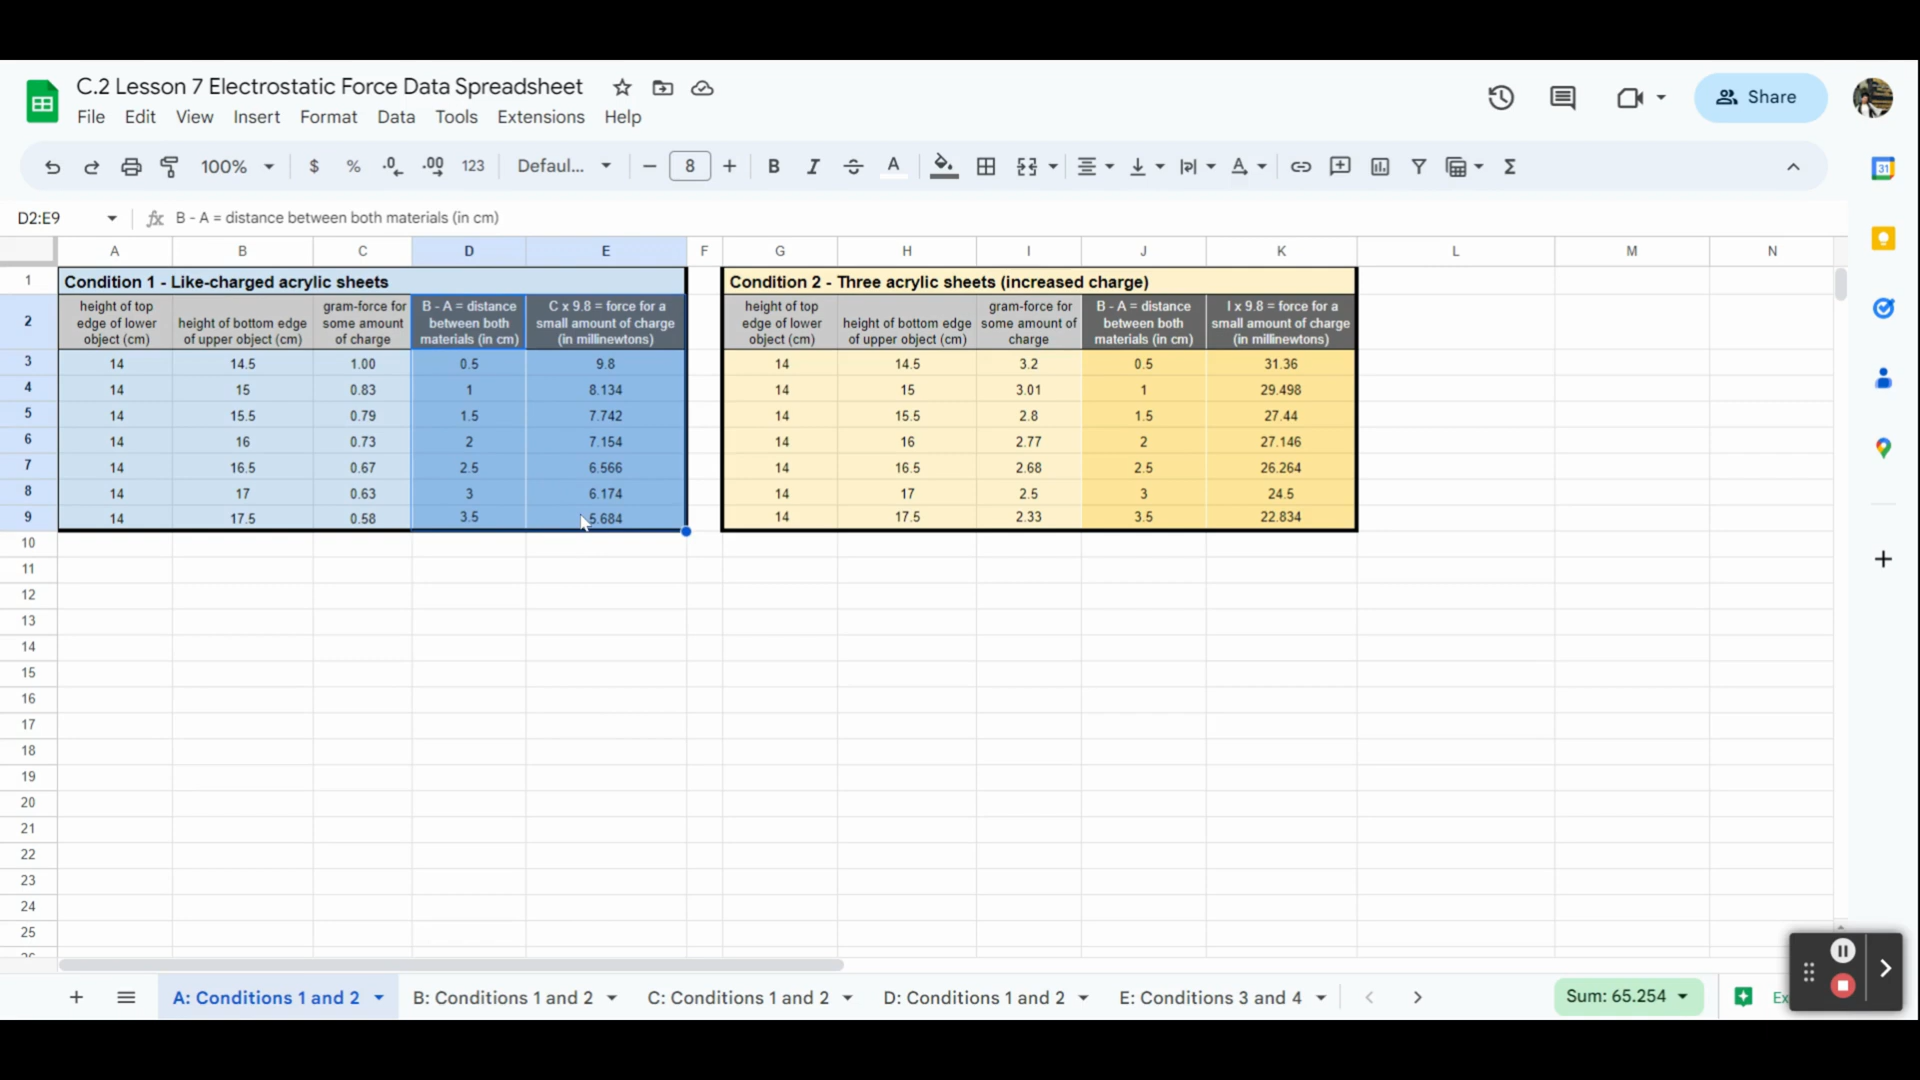 C.2 Lesson 7 Electrostatic Force Data Spreadsheet
File Edit View Insert Format Data Tools Extensions Help
Share
100% $ % .0 .00 123 Defaul... 8 B I A Σ
31
D2:E9 fx B - A = distance between both materials (in cm)
A B C D E F G H I J K L M N
1 Condition 1 - Like-charged acrylic sheets Condition 2 - Three acrylic sheets (increased charge)
height of top gram-force for B - A = distance C x 9.8 = force for a height of top gram-force for B - A = distance I x 9.8 = force for a
2 edge of lower height of bottom edge some amount between both small amount of charge edge of lower height of bottom edge some amount of between both small amount of charge
object (cm) of upper object (cm) of charge materials (in cm) (in millinewtons) object (cm) of upper object (cm) charge materials (in cm) (in millinewtons)
3 14 14.5 1.00 0.5 9.8 14 14.5 3.2 0.5 31.36
4 14 15 0.83 1 8.134 14 15 3.01 1 29.498
5 14 15.5 0.79 1.5 7.742 14 15.5 2.8 1.5 27.44
6 14 16 0.73 2 7.154 14 16 2.77 2 27.146
7 14 16.5 0.67 2.5 6.566 14 16.5 2.68 2.5 26.264
8 14 17 0.63 3 6.174 14 17 2.5 3 24.5
9 14 17.5 0.58 3.5 5.684 14 17.5 2.33 3.5 22.834
10
11
12
13
14
15
16
17
18
19
20
21
22
23
24
25
A: Conditions 1 and 2 B: Conditions 1 and 2 C: Conditions 1 and 2 D: Conditions 1 and 2 E: Conditions 3 and 4 Sum: 65.254